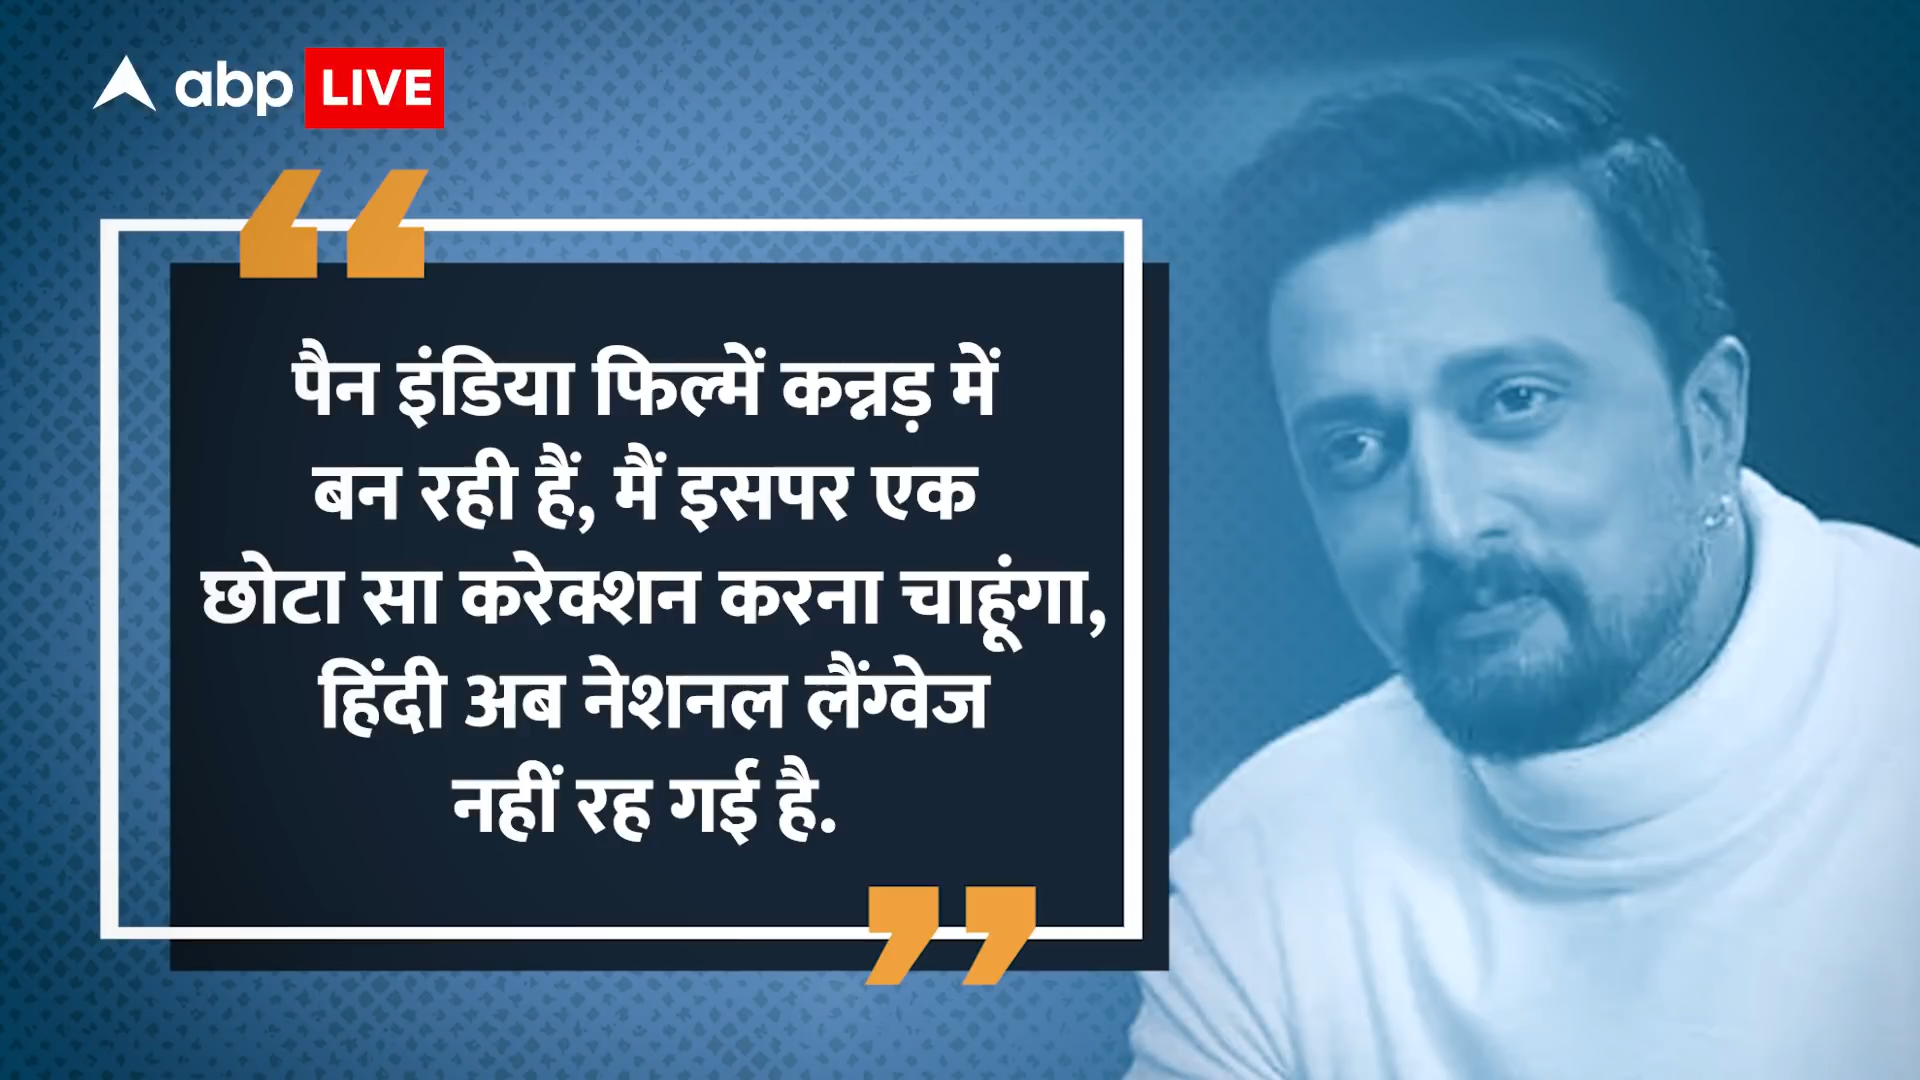 abp LIVE
“
पैन इंडिया फिल्में कन्नड़ में
बन रही हैं, मैं इसपर एक
छोटा सा करेक्शन करना चाहूंगा,
हिंदी अब नेशनल लैंग्वेज
नहीं रह गई है.
”